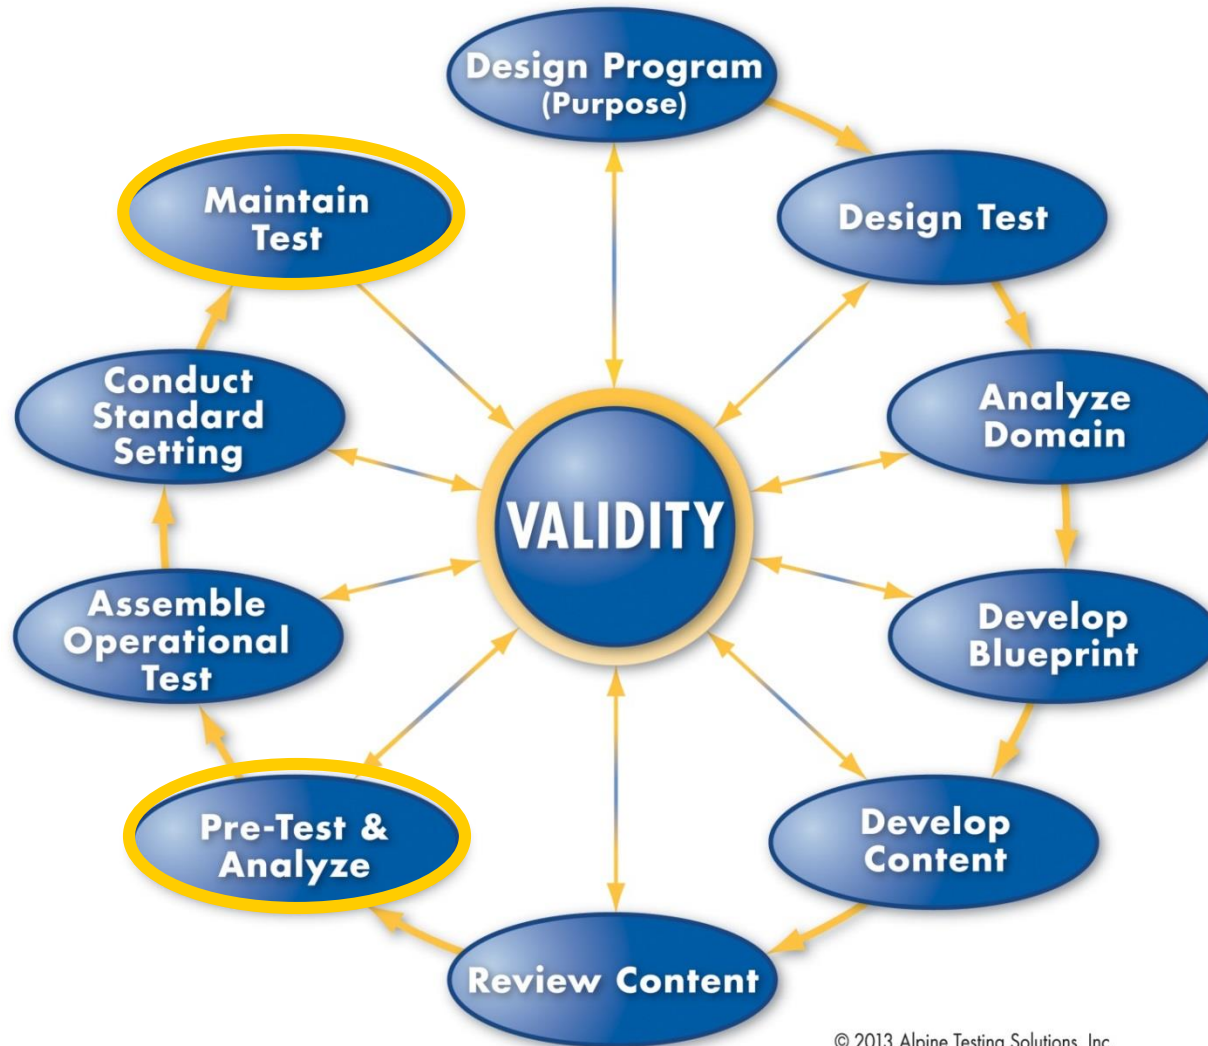 Design Program
(Purpose)
Design Test
Analyze
Domain
Develop
Blueprint
Develop
Content
Review Content
Pre-Test &
Analyze
Assemble
Operational
Test
Conduct
Standard
Setting
Maintain
Test
VALIDITY
© 2013 Alpine Testing Solutions, Inc